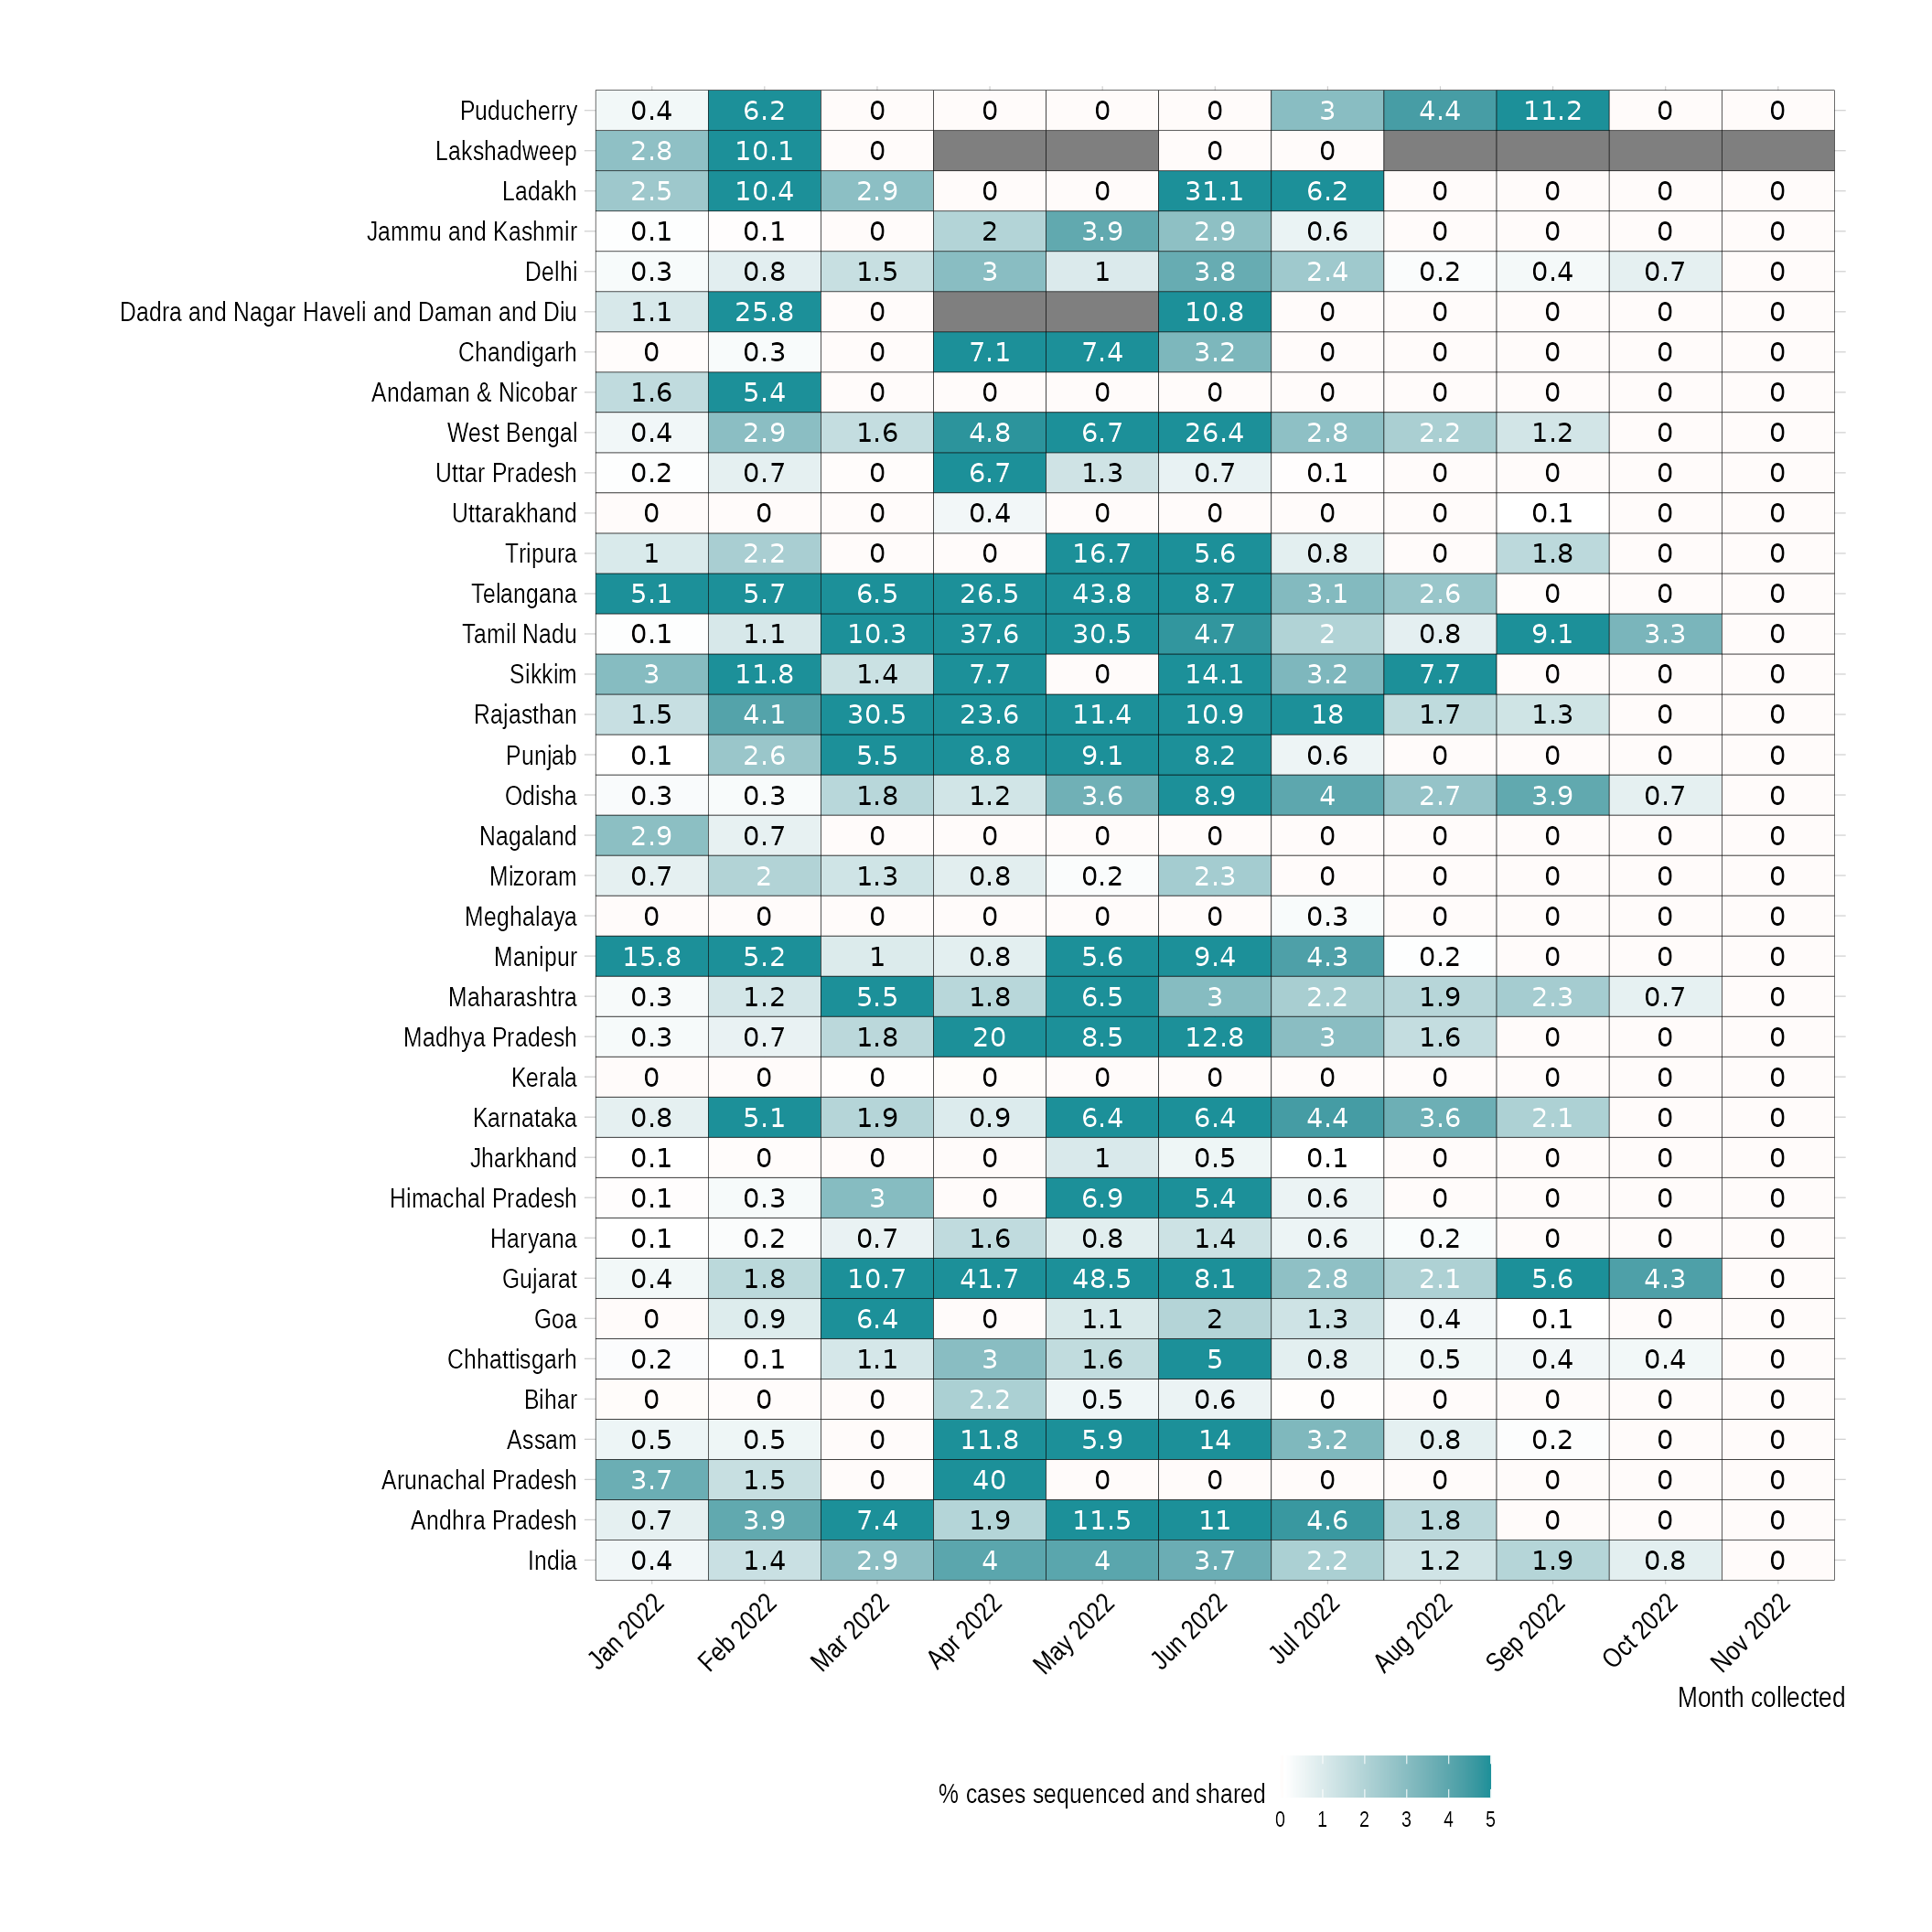 Puducherry 0.4 6.2 0 0 0 0 3 4.4 11.2 0 0
Lakshadweep 2.8 10.1 0 0 0
Ladakh 2.5 10.4 2.9 0 0 31.1 6.2 0 0 0 0
Jammu and Kashmir 0.1 0.1 0 2 3.9 2.9 0.6 0 0 0 0
Delhi 0.3 0.8 1.5 3 1 3.8 2.4 0.2 0.4 0.7 0
Dadra and Nagar Haveli and Daman and Diu 1.1 25.8 0 10.8 0 0 0 0 0
Chandigarh 0 0.3 0 7.1 7.4 3.2 0 0 0 0 0
Andaman & Nicobar 1.6 5.4 0 0 0 0 0 0 0 0 0
West Bengal 0.4 2.9 1.6 4.8 6.7 26.4 2.8 2.2 1.2 0 0
Uttar Pradesh 0.2 0.7 0 6.7 1.3 0.7 0.1 0 0 0 0
Uttarakhand 0 0 0 0.4 0 0 0 0 0.1 0 0
Tripura 1 2.2 0 0 16.7 5.6 0.8 0 1.8 0 0
Telangana 5.1 5.7 6.5 26.5 43.8 8.7 3.1 2.6 0 0 0
Tamil Nadu 0.1 1.1 10.3 37.6 30.5 4.7 2 0.8 9.1 3.3 0
Sikkim 3 11.8 1.4 7.7 0 14.1 3.2 7.7 0 0 0
Rajasthan 1.5 4.1 30.5 23.6 11.4 10.9 18 1.7 1.3 0 0
Punjab 0.1 2.6 5.5 8.8 9.1 8.2 0.6 0 0 0 0
Odisha 0.3 0.3 1.8 1.2 3.6 8.9 4 2.7 3.9 0.7 0
Nagaland 2.9 0.7 0 0 0 0 0 0 0 0 0
Mizoram 0.7 2 1.3 0.8 0.2 2.3 0 0 0 0 0
Meghalaya 0 0 0 0 0 0 0.3 0 0 0 0
Manipur 15.8 5.2 1 0.8 5.6 9.4 4.3 0.2 0 0 0
Maharashtra 0.3 1.2 5.5 1.8 6.5 3 2.2 1.9 2.3 0.7 0
Madhya Pradesh 0.3 0.7 1.8 20 8.5 12.8 3 1.6 0 0 0
Kerala 0 0 0 0 0 0 0 0 0 0 0
Karnataka 0.8 5.1 1.9 0.9 6.4 6.4 4.4 3.6 2.1 0 0
Jharkhand 0.1 0 0 0 1 0.5 0.1 0 0 0 0
Himachal Pradesh 0.1 0.3 3 0 6.9 5.4 0.6 0 0 0 0
Haryana 0.1 0.2 0.7 1.6 0.8 1.4 0.6 0.2 0 0 0
Gujarat 0.4 1.8 10.7 41.7 48.5 8.1 2.8 2.1 5.6 4.3 0
Goa 0 0.9 6.4 0 1.1 2 1.3 0.4 0.1 0 0
Chhattisgarh 0.2 0.1 1.1 3 1.6 5 0.8 0.5 0.4 0.4 0
Bihar 0 0 0 2.2 0.5 0.6 0 0 0 0 0
Assam 0.5 0.5 0 11.8 5.9 14 3.2 0.8 0.2 0 0
Arunachal Pradesh 3.7 1.5 0 40 0 0 0 0 0 0 0
Andhra Pradesh 0.7 3.9 7.4 1.9 11.5 11 4.6 1.8 0 0 0
India 0.4 1.4 2.9 4 4 3.7 2.2 1.2 1.9 0.8 0
Jan 2022 Feb 2022 Mar 2022 Apr 2022 May 2022 Jun 2022 Jul 2022 Aug 2022 Sep 2022 Oct 2022 Nov 2022
Month collected
% cases sequenced and shared
0 1 2 3 4 5